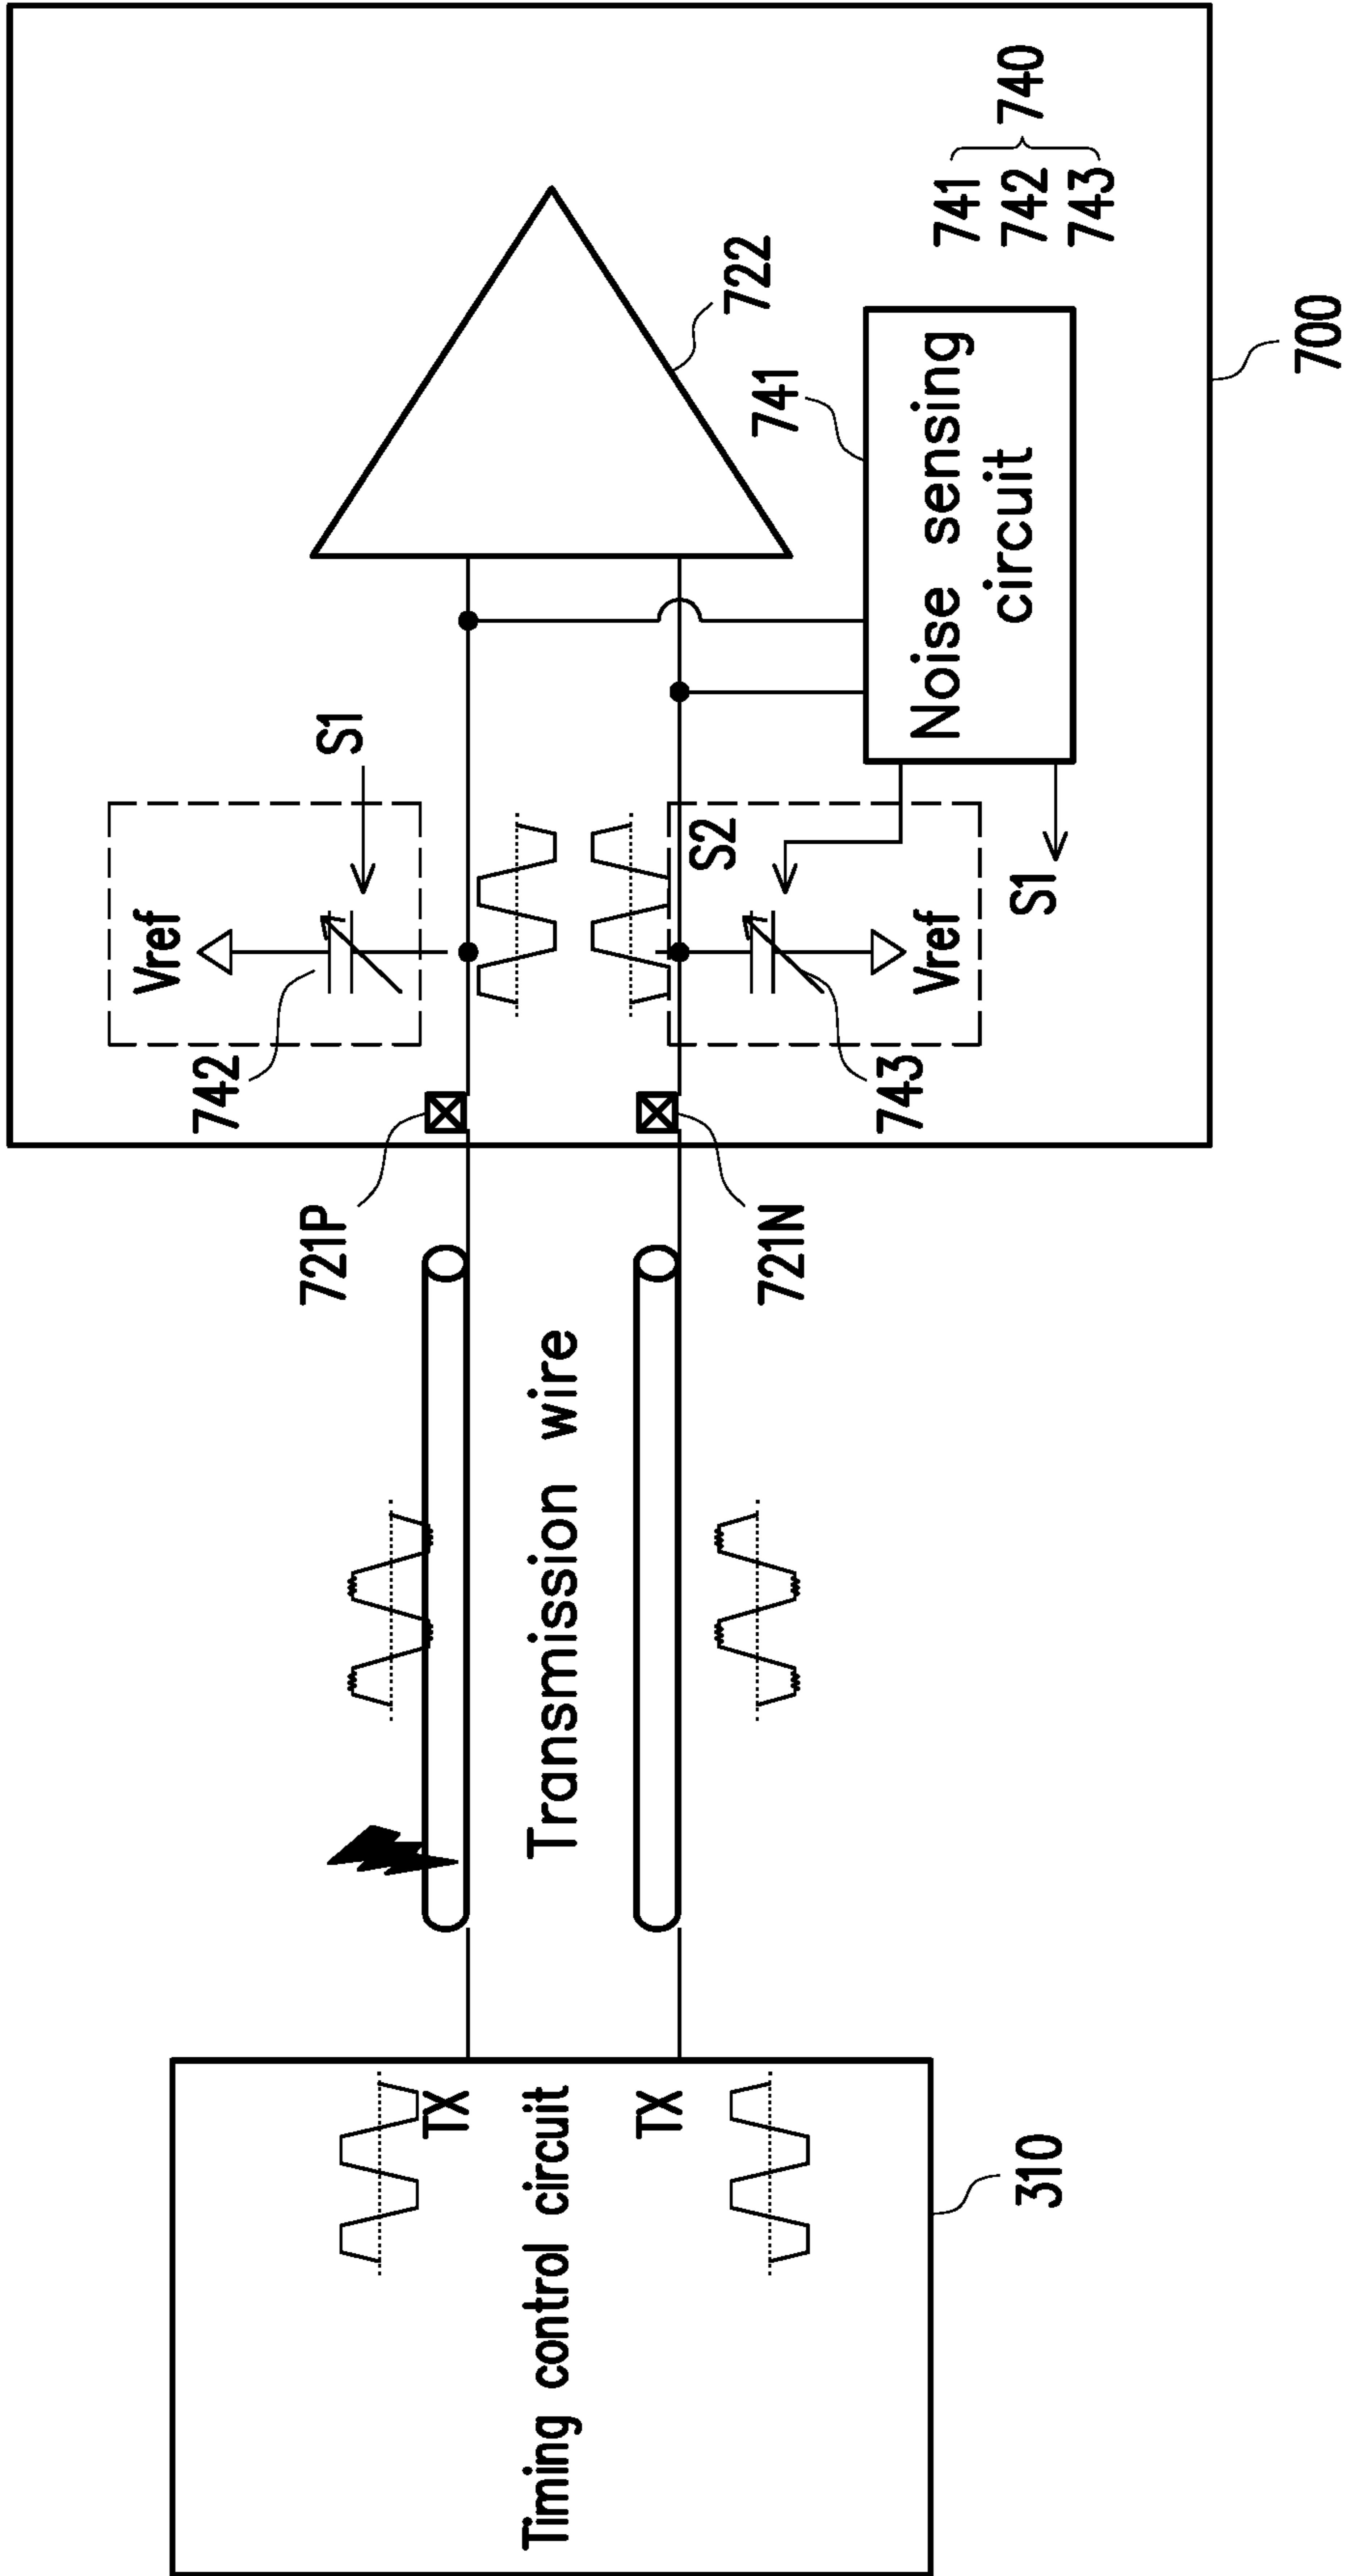 Timing control circuit
TX
TX
310
Transmission wire
721P
721N
742
Vref
S1
743
Vref
S2
S1
Noise sensing
circuit
741
722
741
742
743
740
700